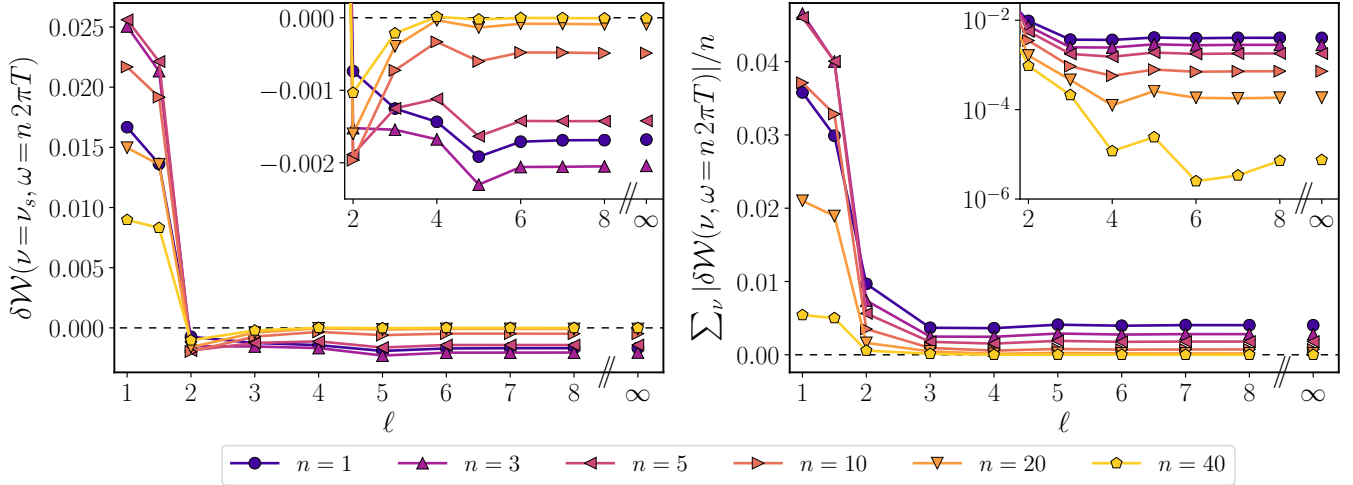 δW(ν = ν_s, ω = n 2πT)
0.025
0.020
0.015
0.010
0.005
0.000
1 2 3 4 5 6 7 8 ∞
ℓ
0.000
−0.001
−0.002
2 4 6 8 ∞
∑_ν |δW(ν, ω = n 2πT)|/n
0.04
0.03
0.02
0.01
0.00
1 2 3 4 5 6 7 8 ∞
ℓ
10^{−2}
10^{−4}
10^{−6}
2 4 6 8 ∞
n = 1 n = 3 n = 5 n = 10 n = 20 n = 40